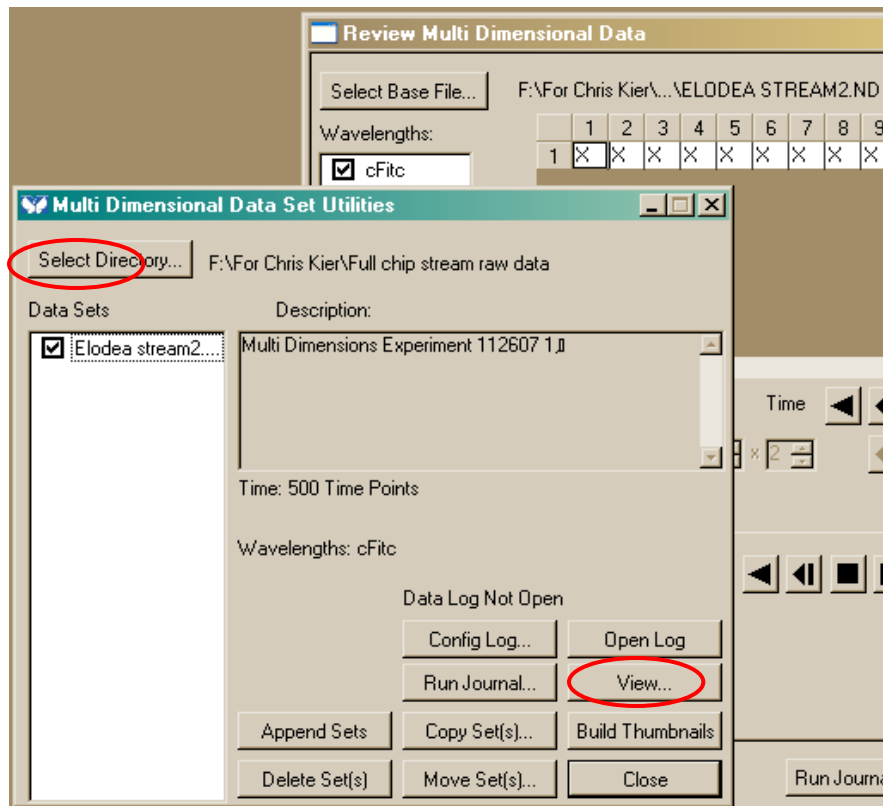 Review Multi Dimensional Data
Select Base File... F:\For Chris Kier\...\ELODEA STREAM2.ND
Wavelengths:
1 2 3 4 5 6 7 8 9
1 X X X X X X X X X
cFitc
Multi Dimensional Data Set Utilities
Select Directory... F:\For Chris Kier\Full chip stream raw data
Data Sets Description:
Elodea stream2....
Multi Dimensions Experiment 112607 1,
Time
× 2
Time: 500 Time Points
Wavelengths: cFitc
Data Log Not Open
Config Log... Open Log
Run Journal... View...
Append Sets Copy Set(s)... Build Thumbnails
Delete Set(s) Move Set(s)... Close
Run Journa